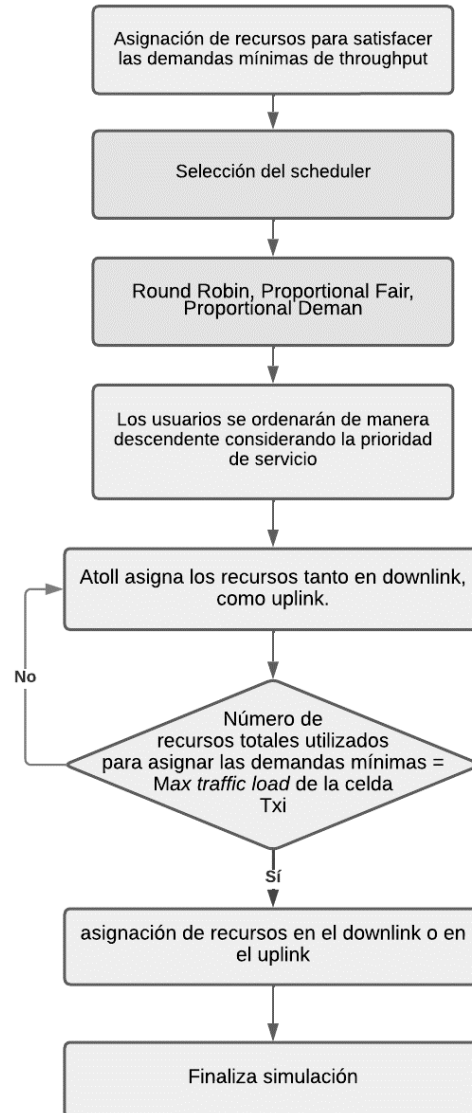 Asignación de recursos para satisfacer
las demandas mínimas de throughput
Selección del scheduler
Round Robin, Proportional Fair,
Proportional Deman
Los usuarios se ordenarán de manera
descendente considerando la prioridad
de servicio
Atoll asigna los recursos tanto en downlink,
como uplink.
No
Número de
recursos totales utilizados
para asignar las demandas mínimas =
Max traffic load de la celda
Txi
Sí
asignación de recursos en el downlink o en
el uplink
Finaliza simulación